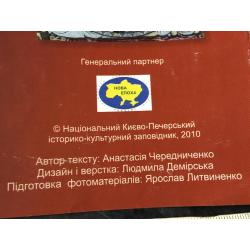 Генеральний партнер
НОВА
ЕПОХА
© Національний Києво-Печерський
історико-культурний заповідник, 2010
Автор тексту: Анастасія Чередниченко
Дизайн і верстка: Людмила Демірська
Підготовка фотоматеріалів: Ярослав Литвиненко